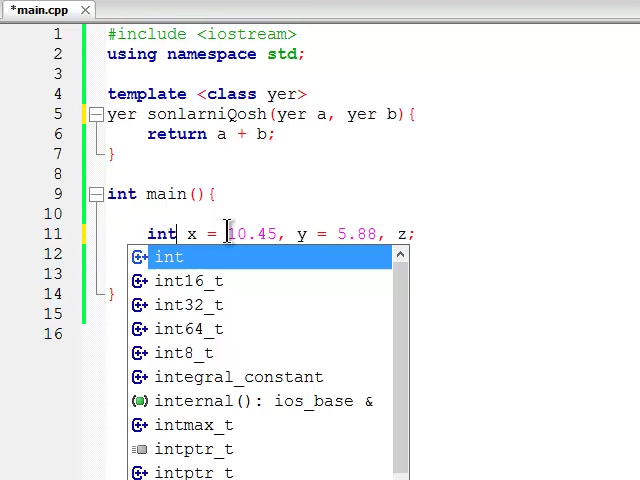 *main.cpp
1 #include <iostream>
2 using namespace std;
3
4 template <class yer>
5 yer sonlarniQosh(yer a, yer b){
6 return a + b;
7 }
8
9 int main(){
10
11 int x = 10.45, y = 5.88, z;
12 int
13 int16_t
14 }
int32_t
15
int64_t
16
int8_t
integral_constant
internal(): ios_base &
intmax_t
intptr_t
intptr_t